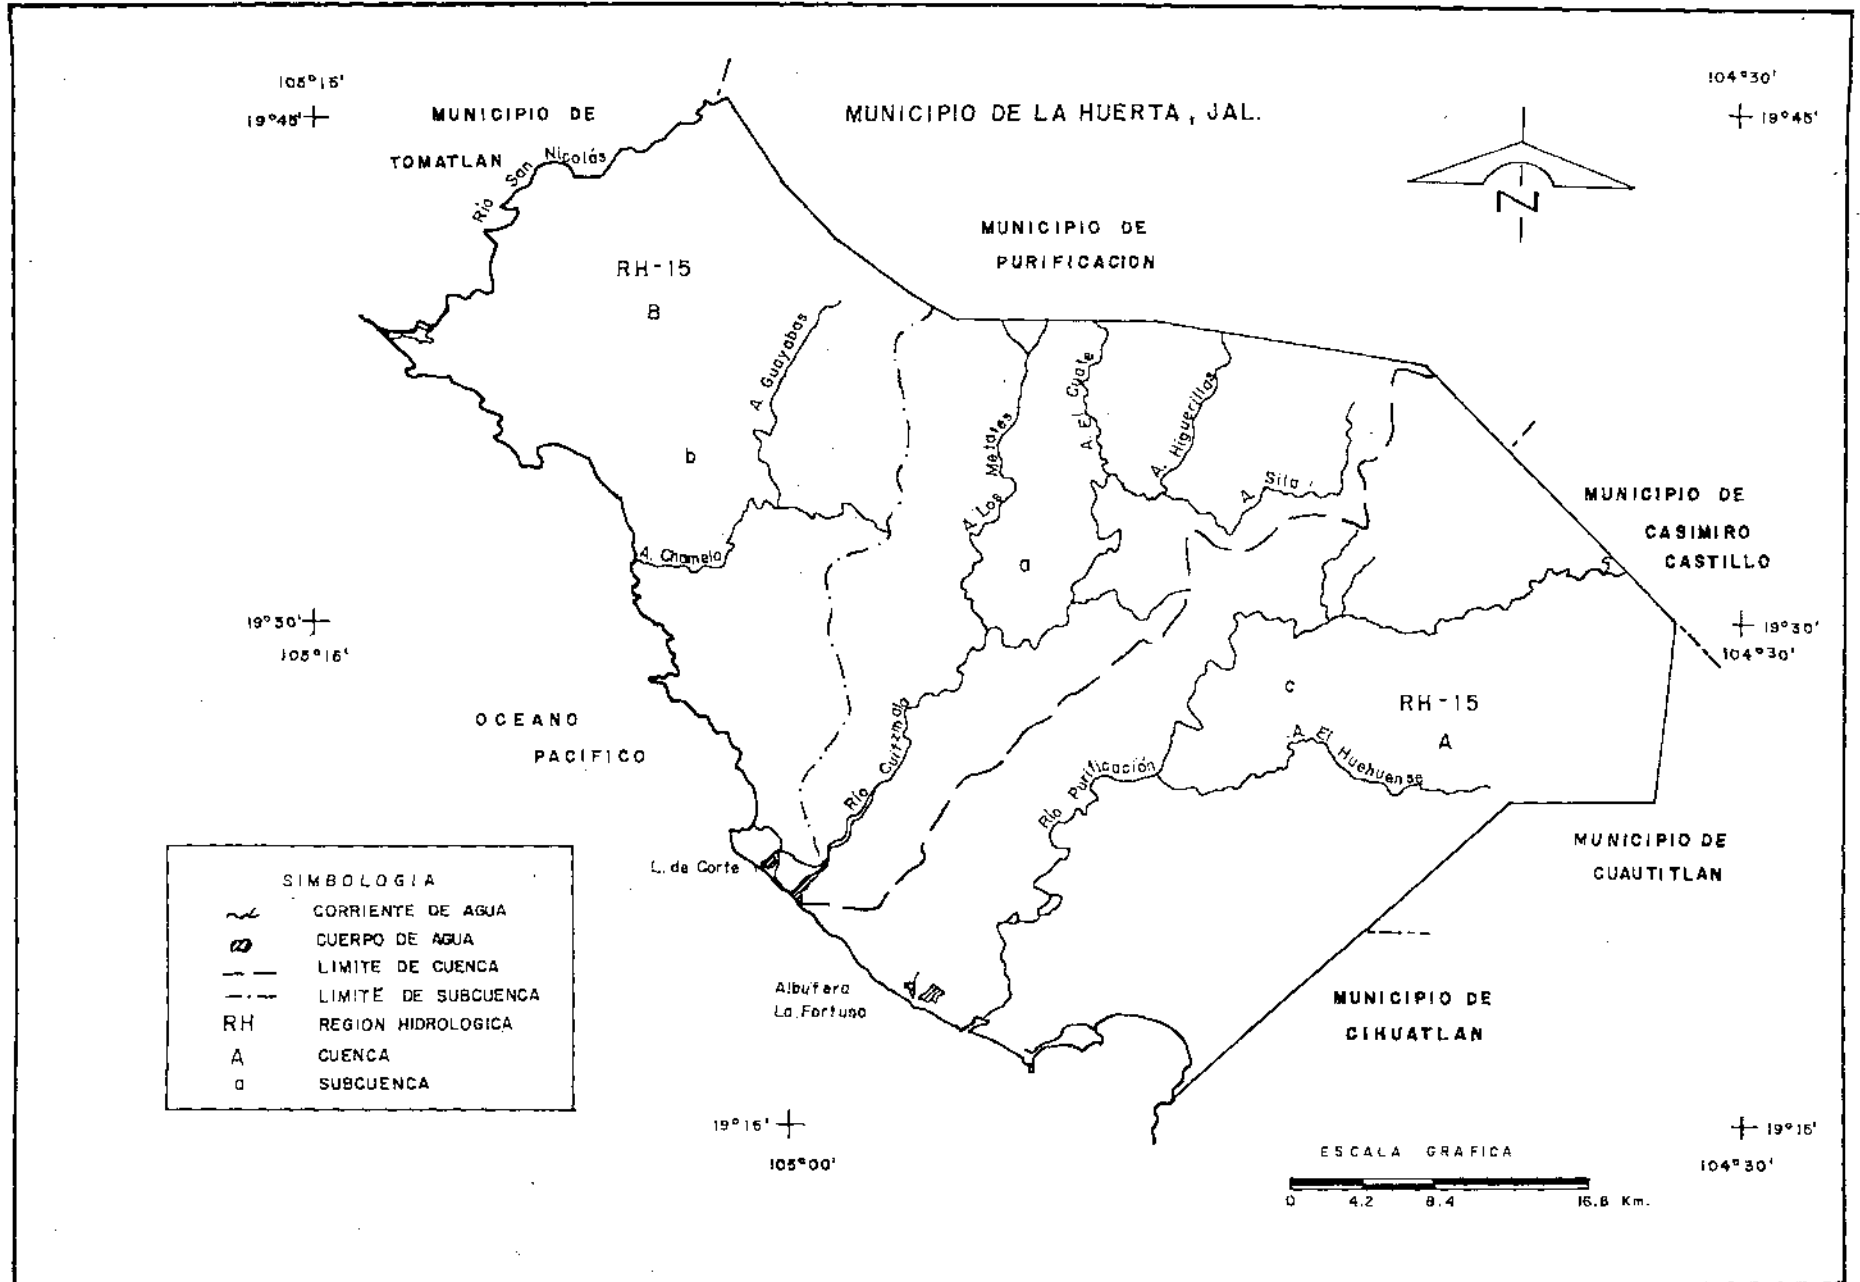 MUNICIPIO DE LA HUERTA, JAL.
105°15'
19°45'
104°30'
19°45'
MUNICIPIO DE
TOMATLAN
Río San Nicolás
N
MUNICIPIO DE
PURIFICACION
RH-15
B
A Guayabas
b
A. Chamela
A Los Metates
A. El Cuate
A. Higuerillas
A. Sila
a
MUNICIPIO DE
CASIMIRO
CASTILLO
19°30'
105°15'
19°30'
104°30'
OCEANO
PACIFICO
Río Cuitzmala
c
RH-15
A
A El Huehuense
Río Purificación
MUNICIPIO DE
CUAUTITLAN
L. de Corte
Albufera
La Fortuna
MUNICIPIO DE
CIHUATLAN
SIMBOLOGIA
CORRIENTE DE AGUA
CUERPO DE AGUA
LIMITE DE CUENCA
LIMITE DE SUBCUENCA
RH REGION HIDROLOGICA
A CUENCA
a SUBCUENCA
19°15'
105°00'
19°15'
104°30'
ESCALA GRAFICA
0 4.2 8.4 16.8 Km.